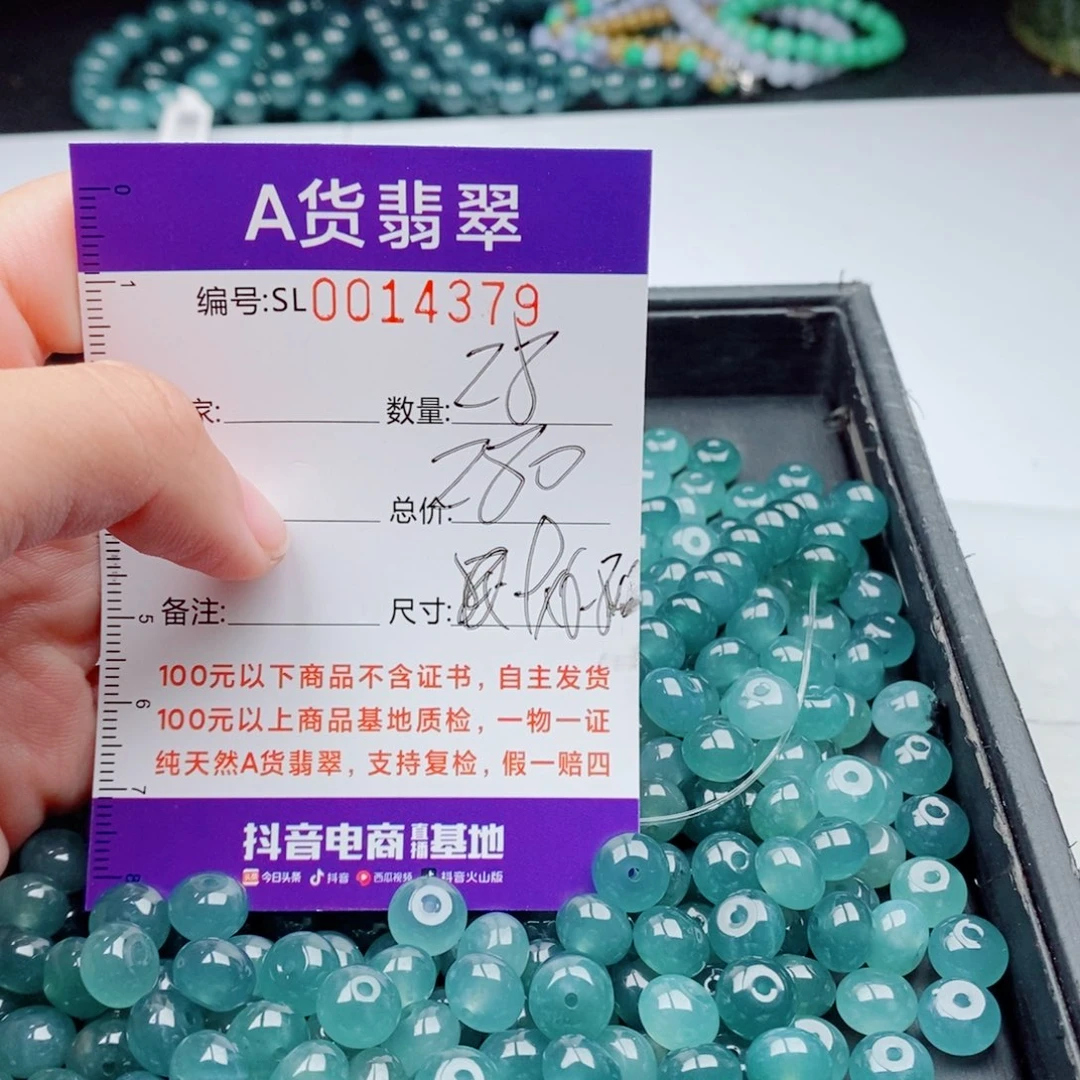 A货翡翠
编号:SL0014379
家: 数量: 28
总价: 280
备注: 尺寸:
100元以下商品不含证书, 自主发货
100元以上商品基地质检, 一物一证
纯天然A货翡翠, 支持复检, 假一赔四
抖音电商直播基地
今日头条 抖音 西瓜视频 抖音火山版